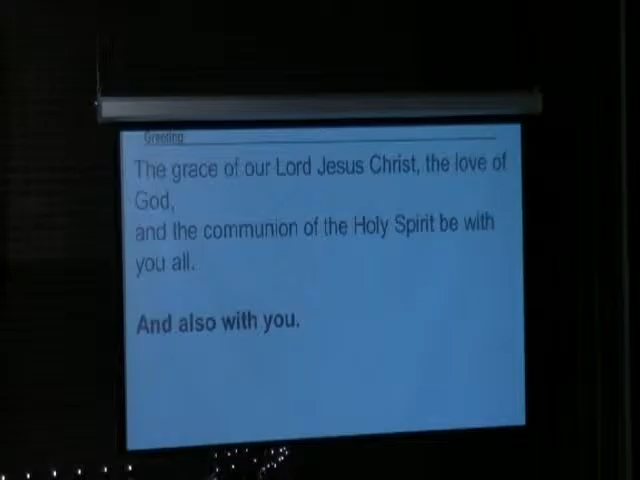 Greeting
The grace of our Lord Jesus Christ, the love of
God,
and the communion of the Holy Spirit be with
you all.
And also with you.